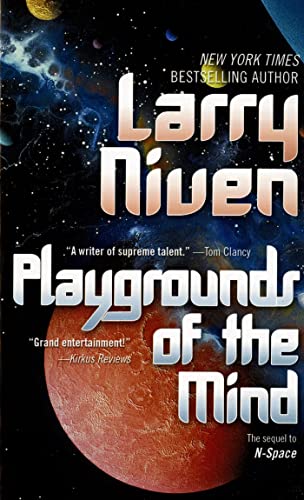 NEW YORK TIMES
BESTSELLING AUTHOR
Larry
Niven
"A writer of supreme talent."—Tom Clancy
Playgrounds
of the
Mind
"Grand entertainment!"
—Kirkus Reviews
The sequel to
N-Space